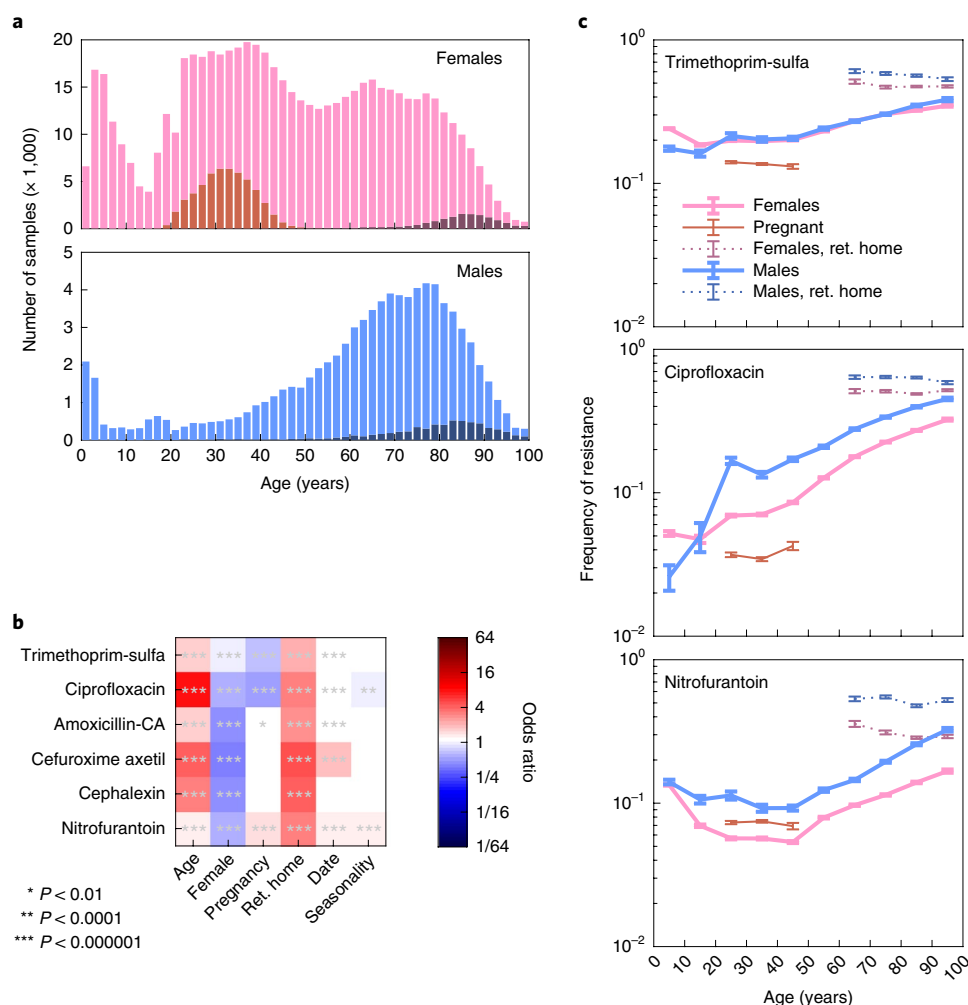 a
Females
20
15
10
5
0
Number of samples (× 1,000)
Males
5
4
3
2
1
0
0 10 20 30 40 50 60 70 80 90 100
Age (years)
b
Trimethoprim-sulfa *** *** *** *** ***
Ciprofloxacin *** *** *** *** *** **
Amoxicillin-CA *** *** * *** ***
Cefuroxime axetil *** *** *** ***
Cephalexin *** *** ***
Nitrofurantoin *** *** *** *** *** ***
Age Female Pregnancy Ret. home Date Seasonality
64
16
4
1
1/4
1/16
1/64
Odds ratio
* P < 0.01
** P < 0.0001
*** P < 0.000001
c
10⁰
Trimethoprim-sulfa
10⁻¹
Females
Pregnant
Females, ret. home
Males
Males, ret. home
10⁻²
10⁰
Ciprofloxacin
10⁻¹
10⁻²
Frequency of resistance
10⁰
Nitrofurantoin
10⁻¹
10⁻²
0 10 20 30 40 50 60 70 80 90 100
Age (years)